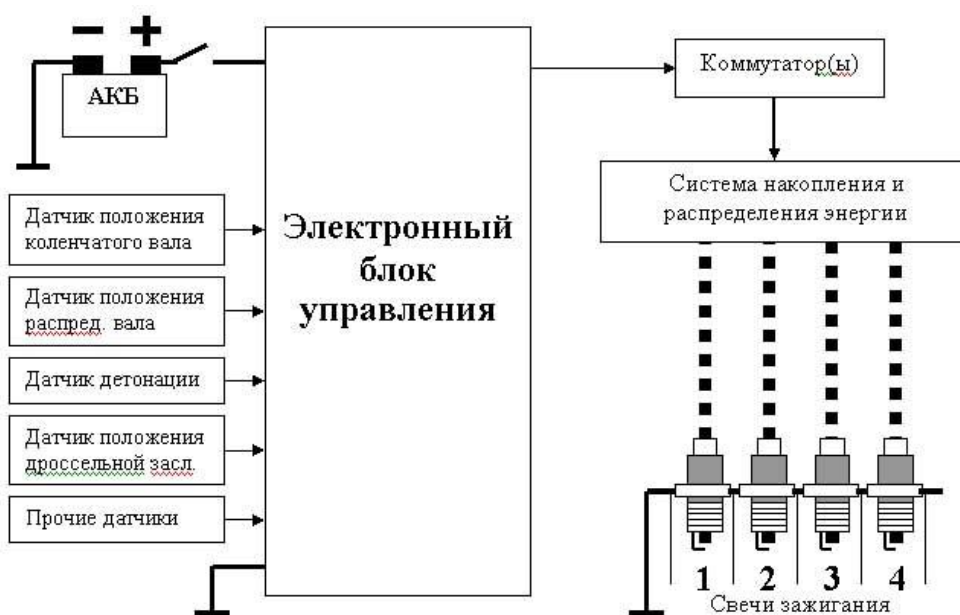 − +
АКБ
Датчик положения
коленчатого вала
Датчик положения
распред. вала
Датчик детонации
Датчик положения
дроссельной засл.
Прочие датчики
Электронный
блок
управления
Коммутатор(ы)
Система накопления и
распределения энергии
1 2 3 4
Свечи зажигания